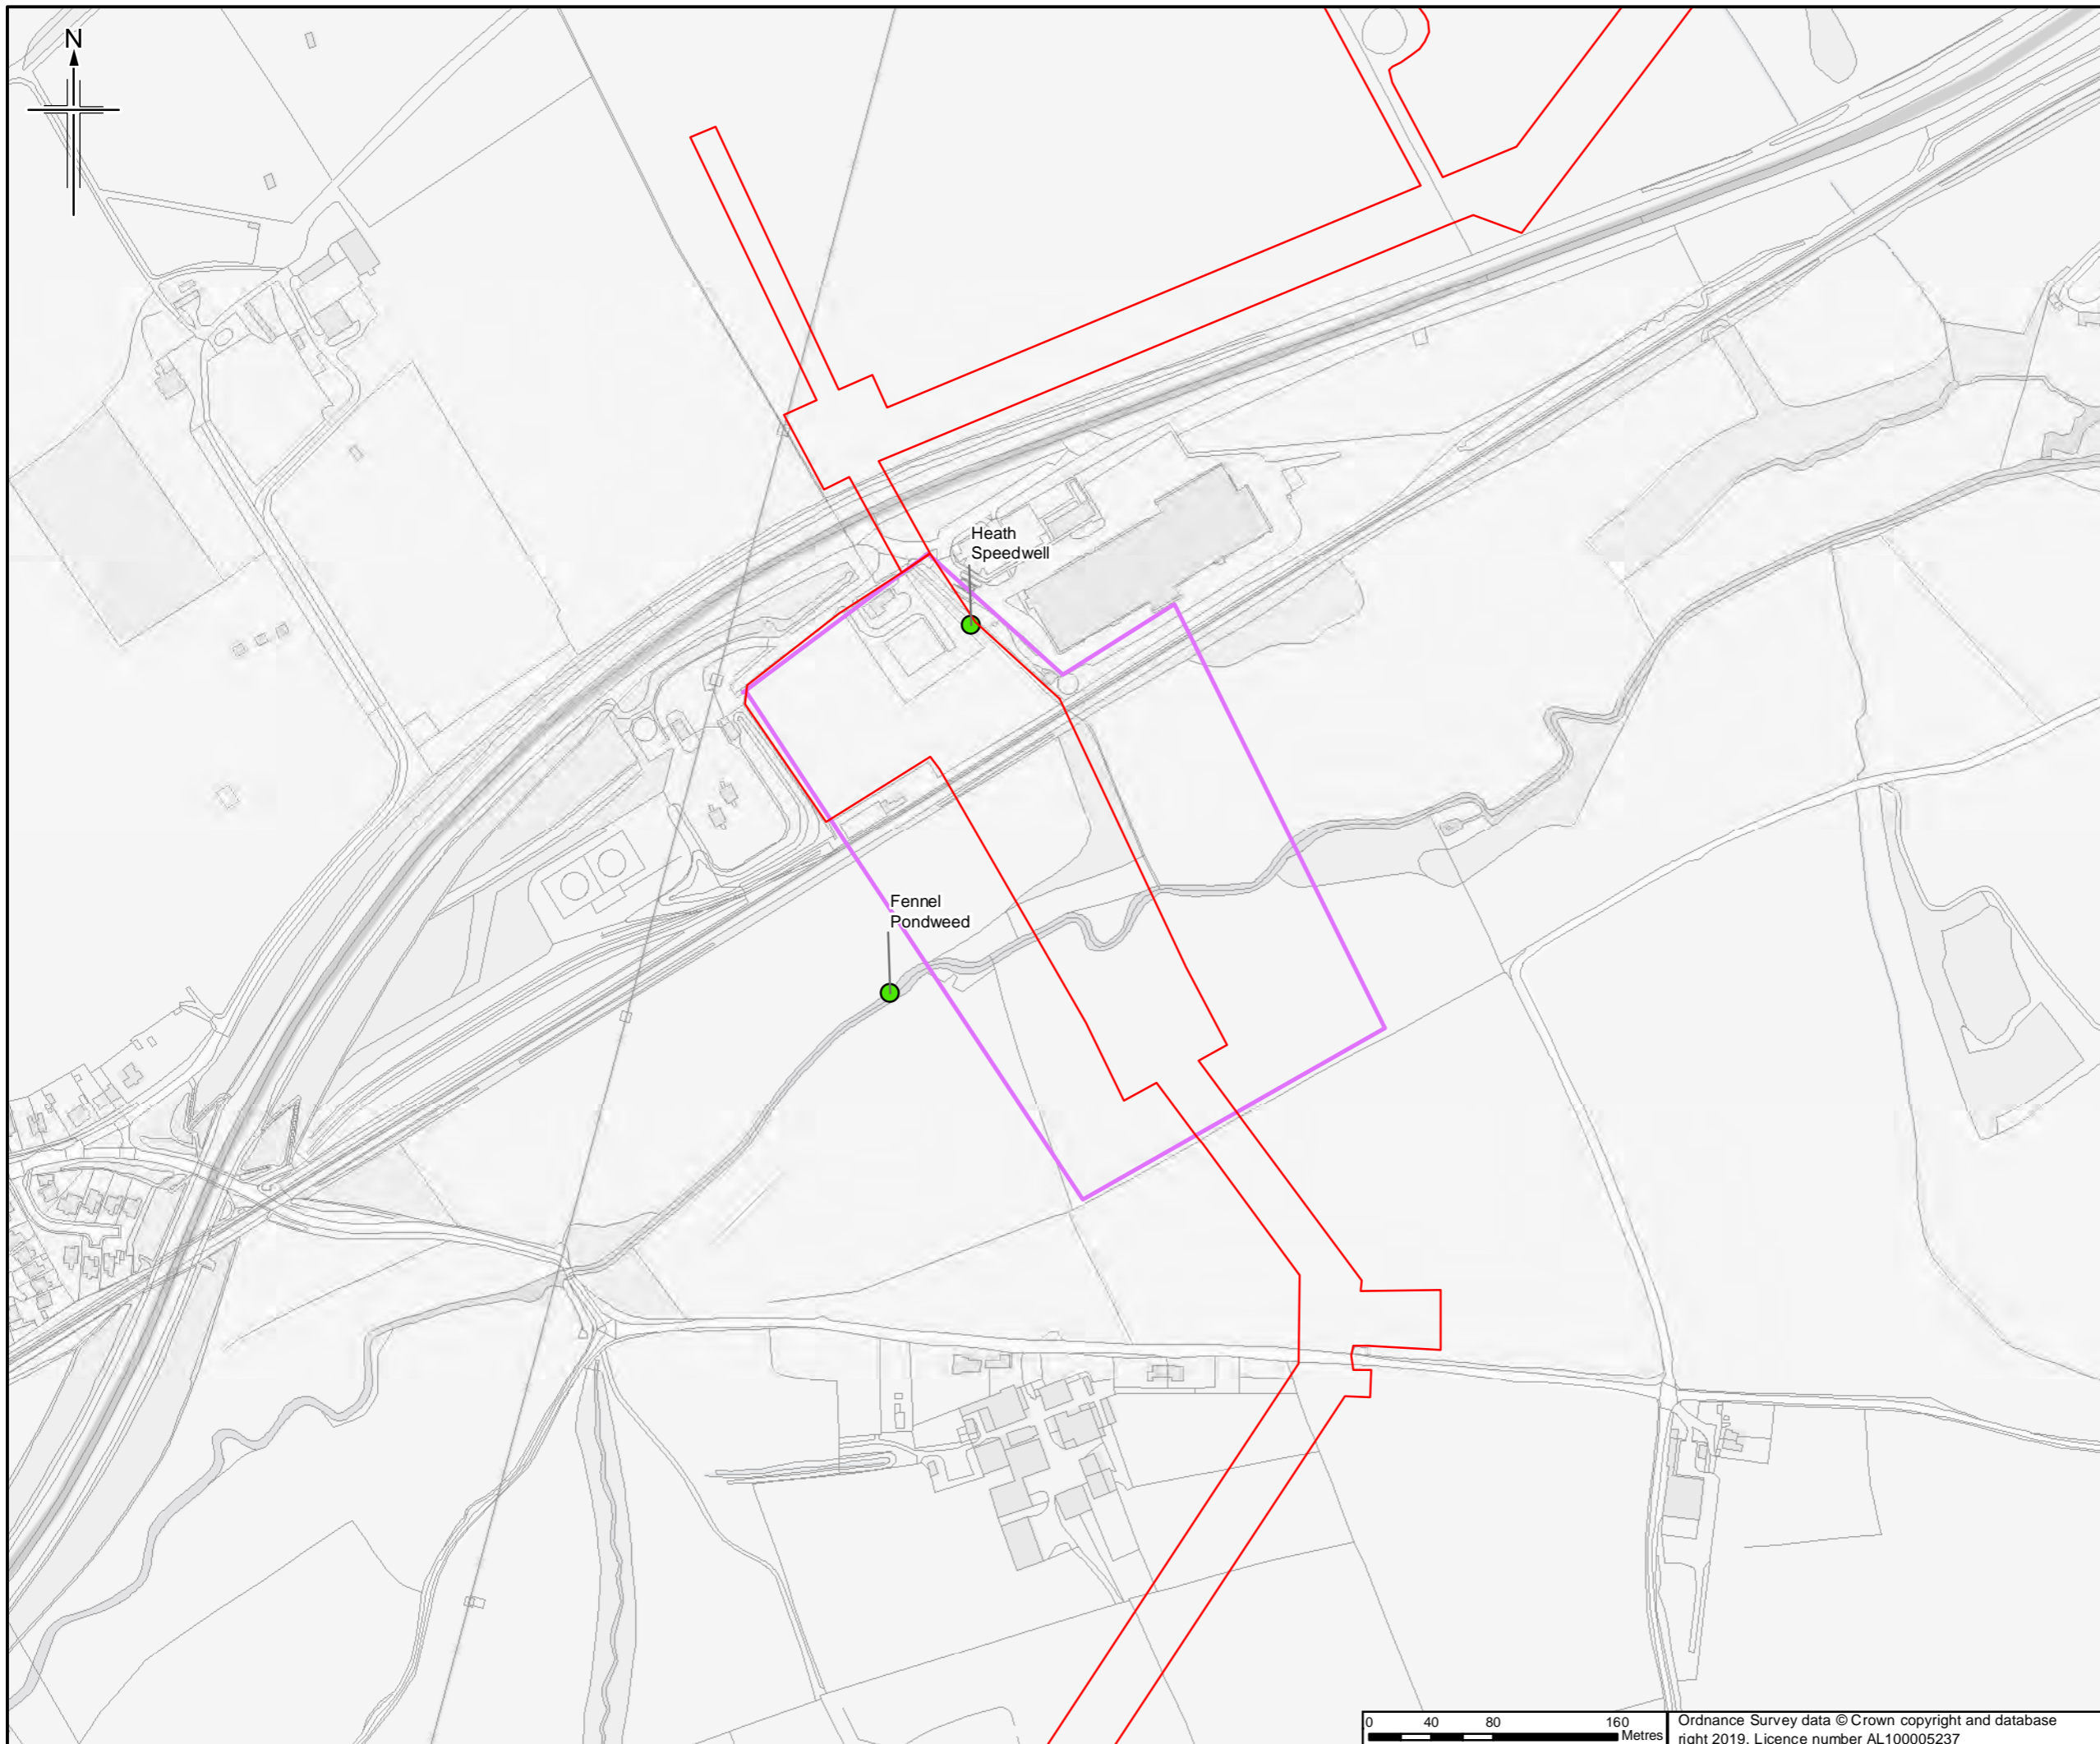 N
Heath
Speedwell
Fennel
Pondweed
0 40 80 160
Metres
Ordnance Survey data © Crown copyright and database
right 2019. Licence number AL100005237